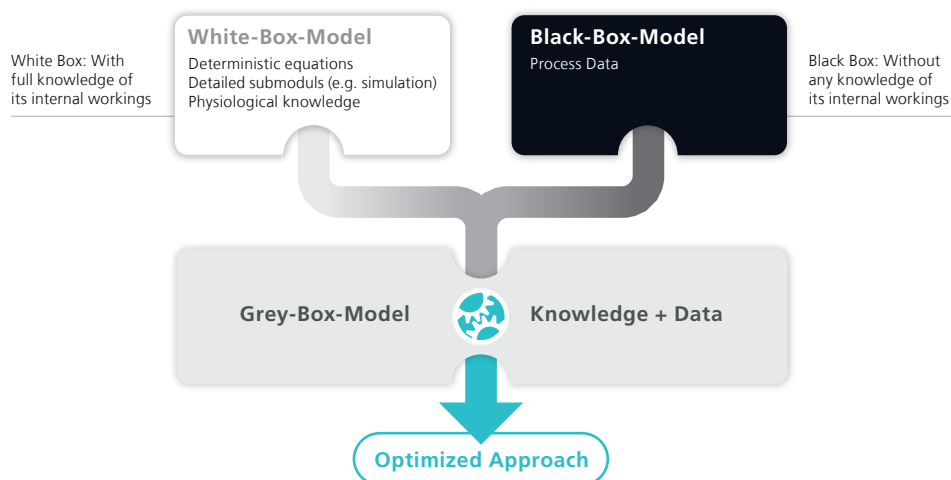 White Box: With
full knowledge of
its internal workings
White-Box-Model
Deterministic equations
Detailed submoduls (e.g. simulation)
Physiological knowledge
Black-Box-Model
Process Data
Black Box: Without
any knowledge of
its internal workings
Grey-Box-Model
Knowledge + Data
Optimized Approach